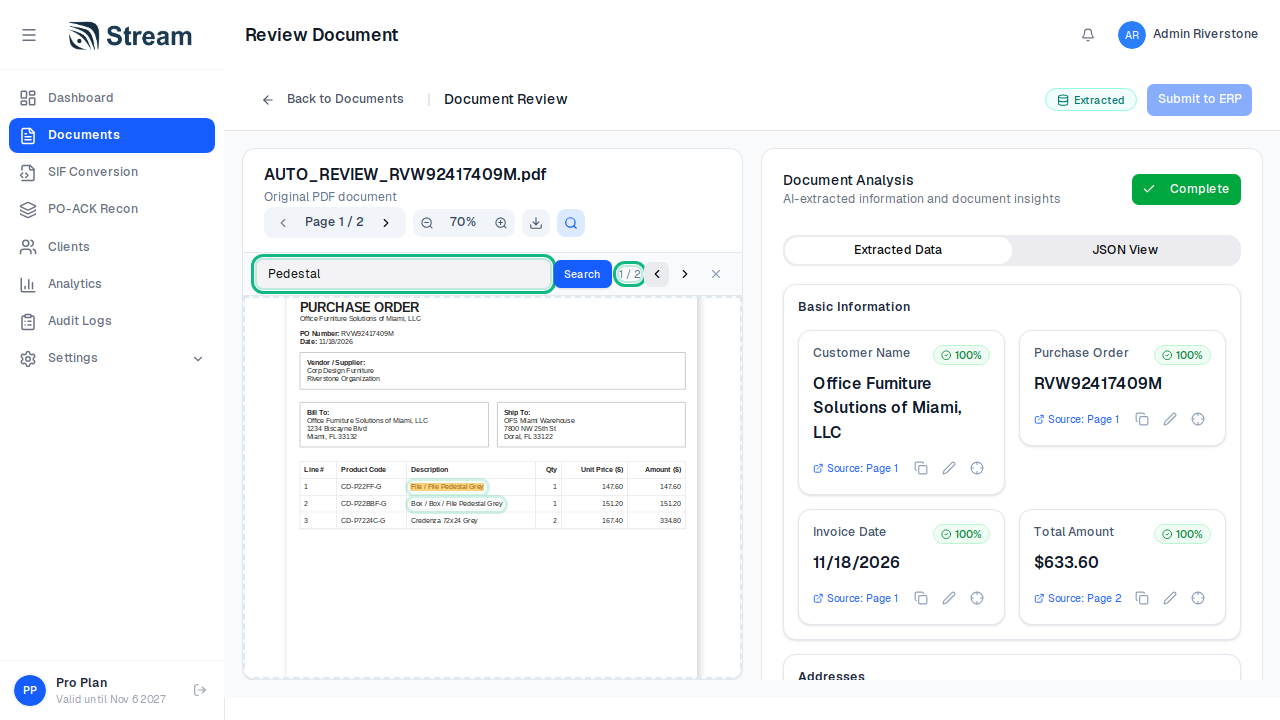 Stream
Review Document
AR
Admin Riverstone
Dashboard
Documents
SIF Conversion
PO-ACK Recon
Clients
Analytics
Audit Logs
Settings
PP
Pro Plan
Valid until Nov 6 2027
Back to Documents
Document Review
Extracted
Submit to ERP
AUTO_REVIEW_RVW92417409M.pdf
Original PDF document
Page 1 / 2
70%
Pedestal
Search
1 / 2
PURCHASE ORDER
Office Furniture Solutions of Miami, LLC
PO Number: RVW92417409M
Date: 11/18/2026
Vendor / Supplier:
Corp Design Furniture
Riverstone Organization
Bill To:
Office Furniture Solutions of Miami, LLC
1234 Biscayne Blvd
Miami, FL 33132
Ship To:
OFS Miami Warehouse
7800 NW 25th St
Doral, FL 33122
Line # Product Code Description Qty Unit Price ($) Amount ($)
1 CD-P22FF-G File / File Pedestal Grey 1 147.60 147.60
2 CD-P22BBF-G Box / Box / File Pedestal Grey 1 151.20 151.20
3 CD-P7224C-G Credenza 72x24 Grey 2 167.40 334.80
Document Analysis
AI-extracted information and document insights
Complete
Extracted Data
JSON View
Basic Information
Customer Name
100%
Office Furniture
Solutions of Miami,
LLC
Source: Page 1
Purchase Order
100%
RVW92417409M
Source: Page 1
Invoice Date
100%
11/18/2026
Source: Page 1
Total Amount
100%
$633.60
Source: Page 2
Addresses